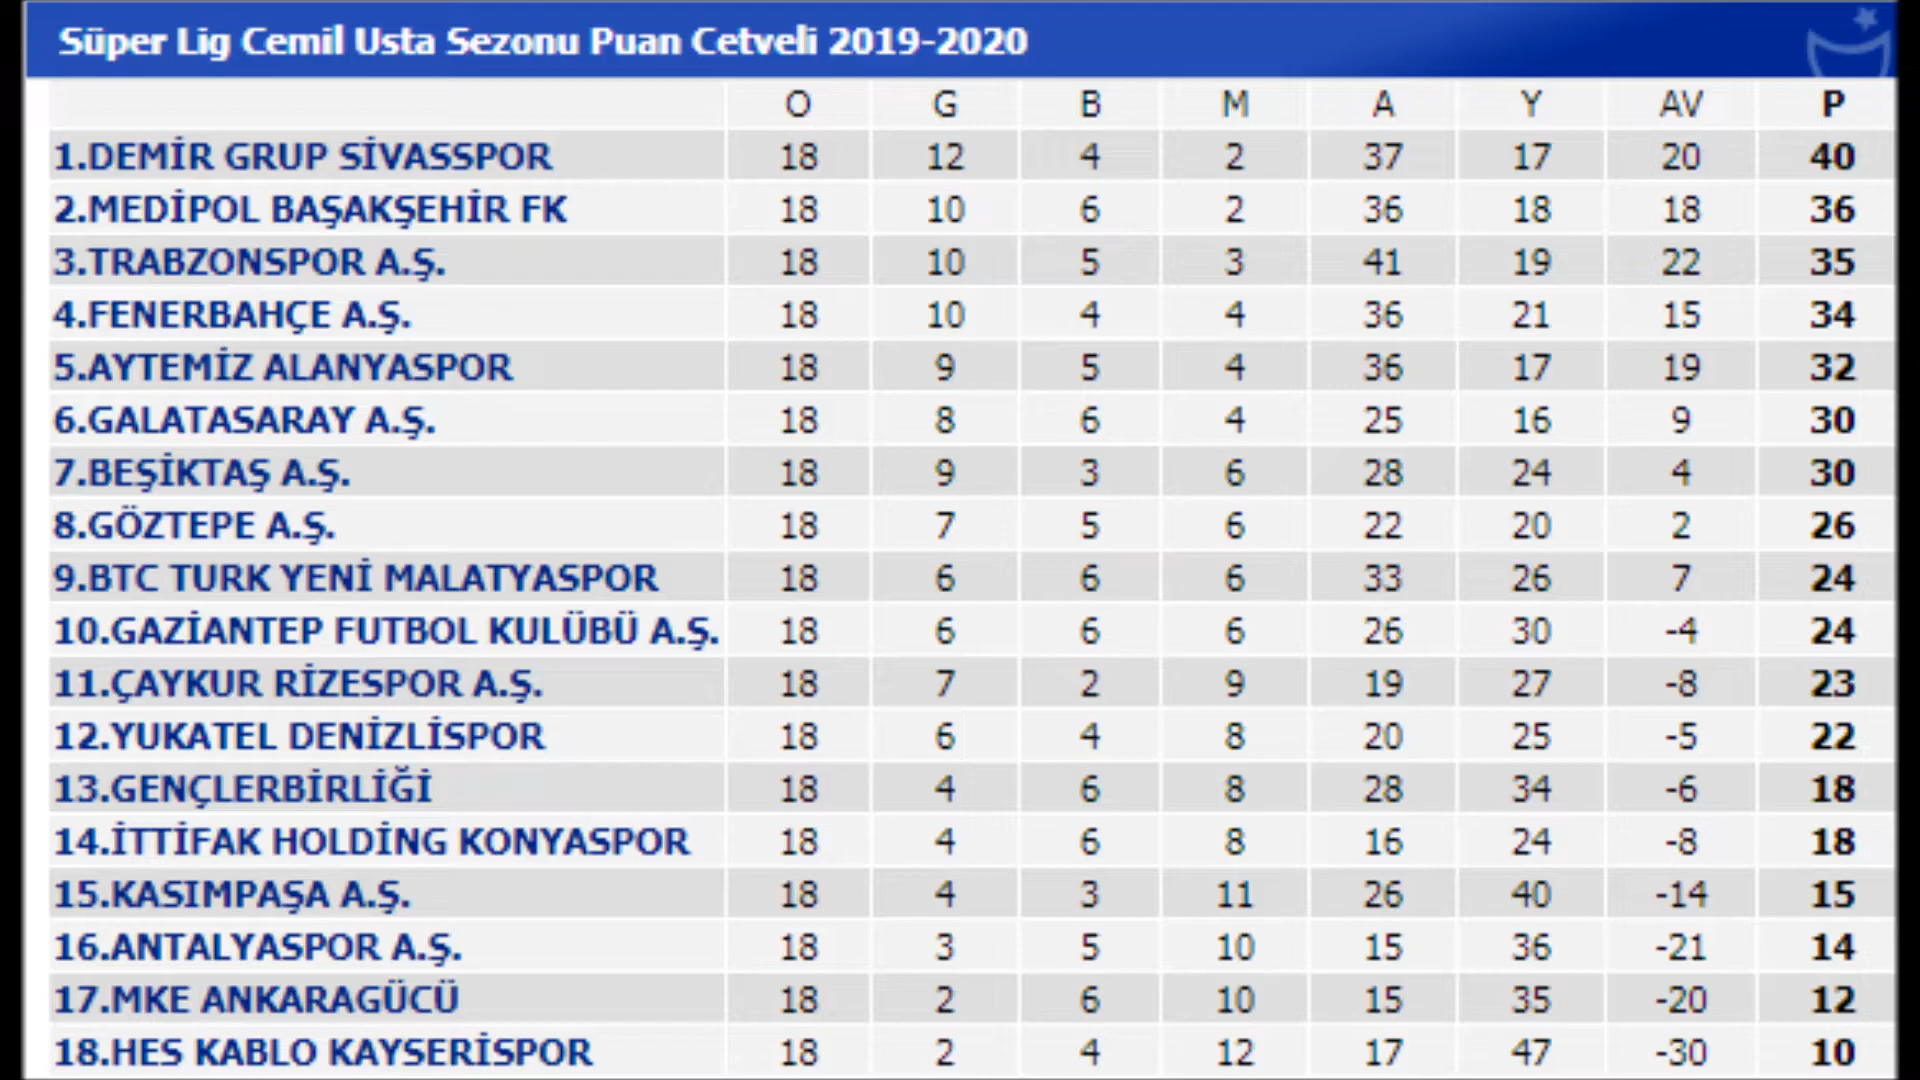 Süper Lig Cemil Usta Sezonu Puan Cetveli 2019-2020
O G B M A Y AV P
1.DEMİR GRUP SİVASSPOR 18 12 4 2 37 17 20 40
2.MEDİPOL BAŞAKŞEHİR FK 18 10 6 2 36 18 18 36
3.TRABZONSPOR A.Ş. 18 10 5 3 41 19 22 35
4.FENERBAHÇE A.Ş. 18 10 4 4 36 21 15 34
5.AYTEMİZ ALANYASPOR 18 9 5 4 36 17 19 32
6.GALATASARAY A.Ş. 18 8 6 4 25 16 9 30
7.BEŞİKTAŞ A.Ş. 18 9 3 6 28 24 4 30
8.GÖZTEPE A.Ş. 18 7 5 6 22 20 2 26
9.BTC TURK YENİ MALATYASPOR 18 6 6 6 33 26 7 24
10.GAZİANTEP FUTBOL KULÜBÜ A.Ş. 18 6 6 6 26 30 -4 24
11.ÇAYKUR RİZESPOR A.Ş. 18 7 2 9 19 27 -8 23
12.YUKATEL DENİZLİSPOR 18 6 4 8 20 25 -5 22
13.GENÇLERBİRLİĞİ 18 4 6 8 28 34 -6 18
14.İTTİFAK HOLDİNG KONYASPOR 18 4 6 8 16 24 -8 18
15.KASIMPAŞA A.Ş. 18 4 3 11 26 40 -14 15
16.ANTALYASPOR A.Ş. 18 3 5 10 15 36 -21 14
17.MKE ANKARAGÜCÜ 18 2 6 10 15 35 -20 12
18.HES KABLO KAYSERİSPOR 18 2 4 12 17 47 -30 10